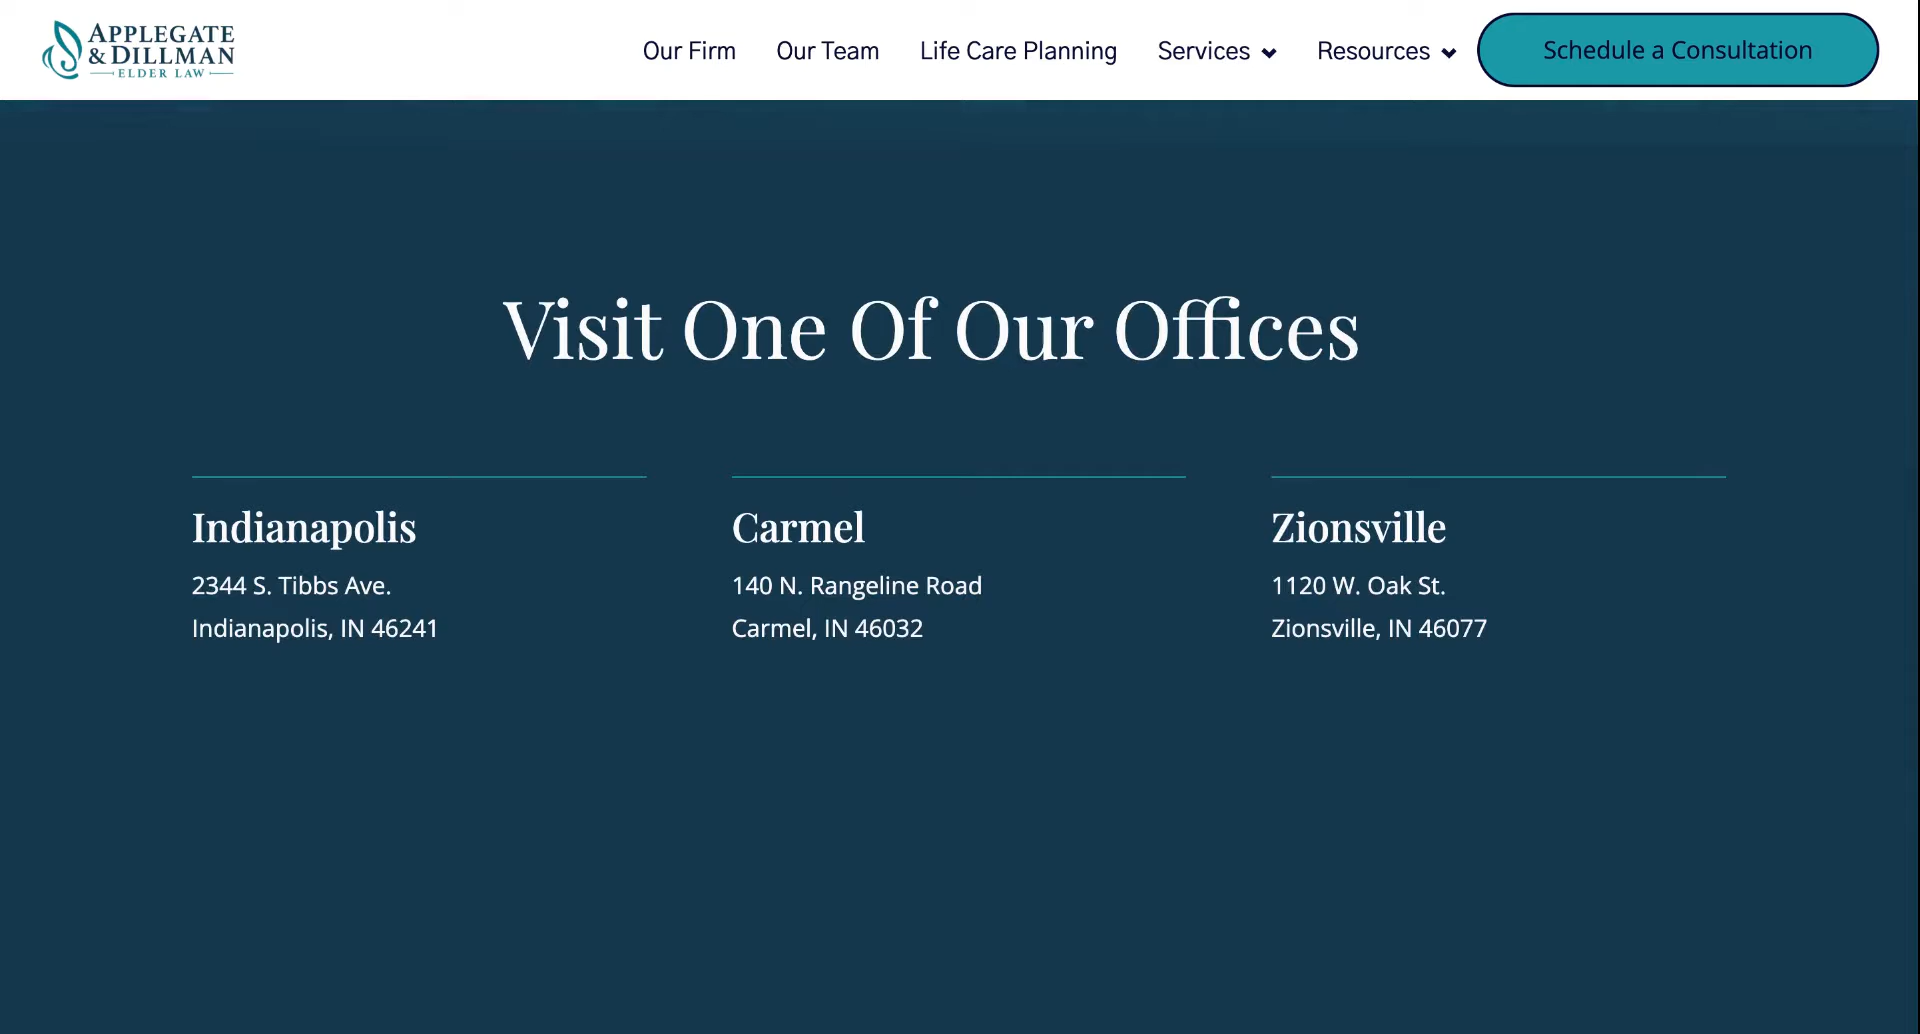 APPLEGATE
& DILLMAN
ELDER LAW
Our Firm
Our Team
Life Care Planning
Services
Resources
Schedule a Consultation
Visit One Of Our Offices
Indianapolis
2344 S. Tibbs Ave.
Indianapolis, IN 46241
Carmel
140 N. Rangeline Road
Carmel, IN 46032
Zionsville
1120 W. Oak St.
Zionsville, IN 46077